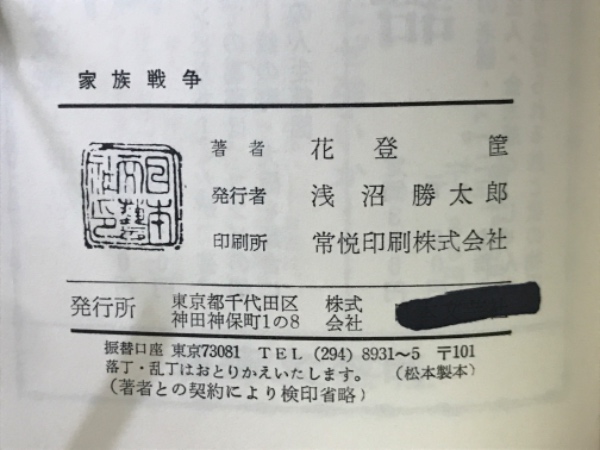 家族戦争
著者 花登筐
発行者 浅沼勝太郎
印刷所 常悦印刷株式会社
発行所 東京都千代田区神田神保町1の8 株式会社
振替口座 東京73081 TEL (294) 8931~5 〒101
落丁・乱丁はおとりかえいたします。 (松本製本)
(著者との契約により検印省略)